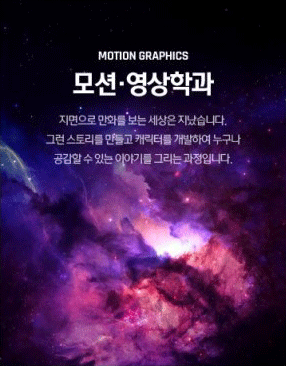 MOTION GRAPHICS
모션·영상학과
지면으로 만화를 보는 세상은 지났습니다.
그런 스토리를 만들고 캐릭터를 개발하여 누구나
공감할 수 있는 이야기를 그리는 과정입니다.